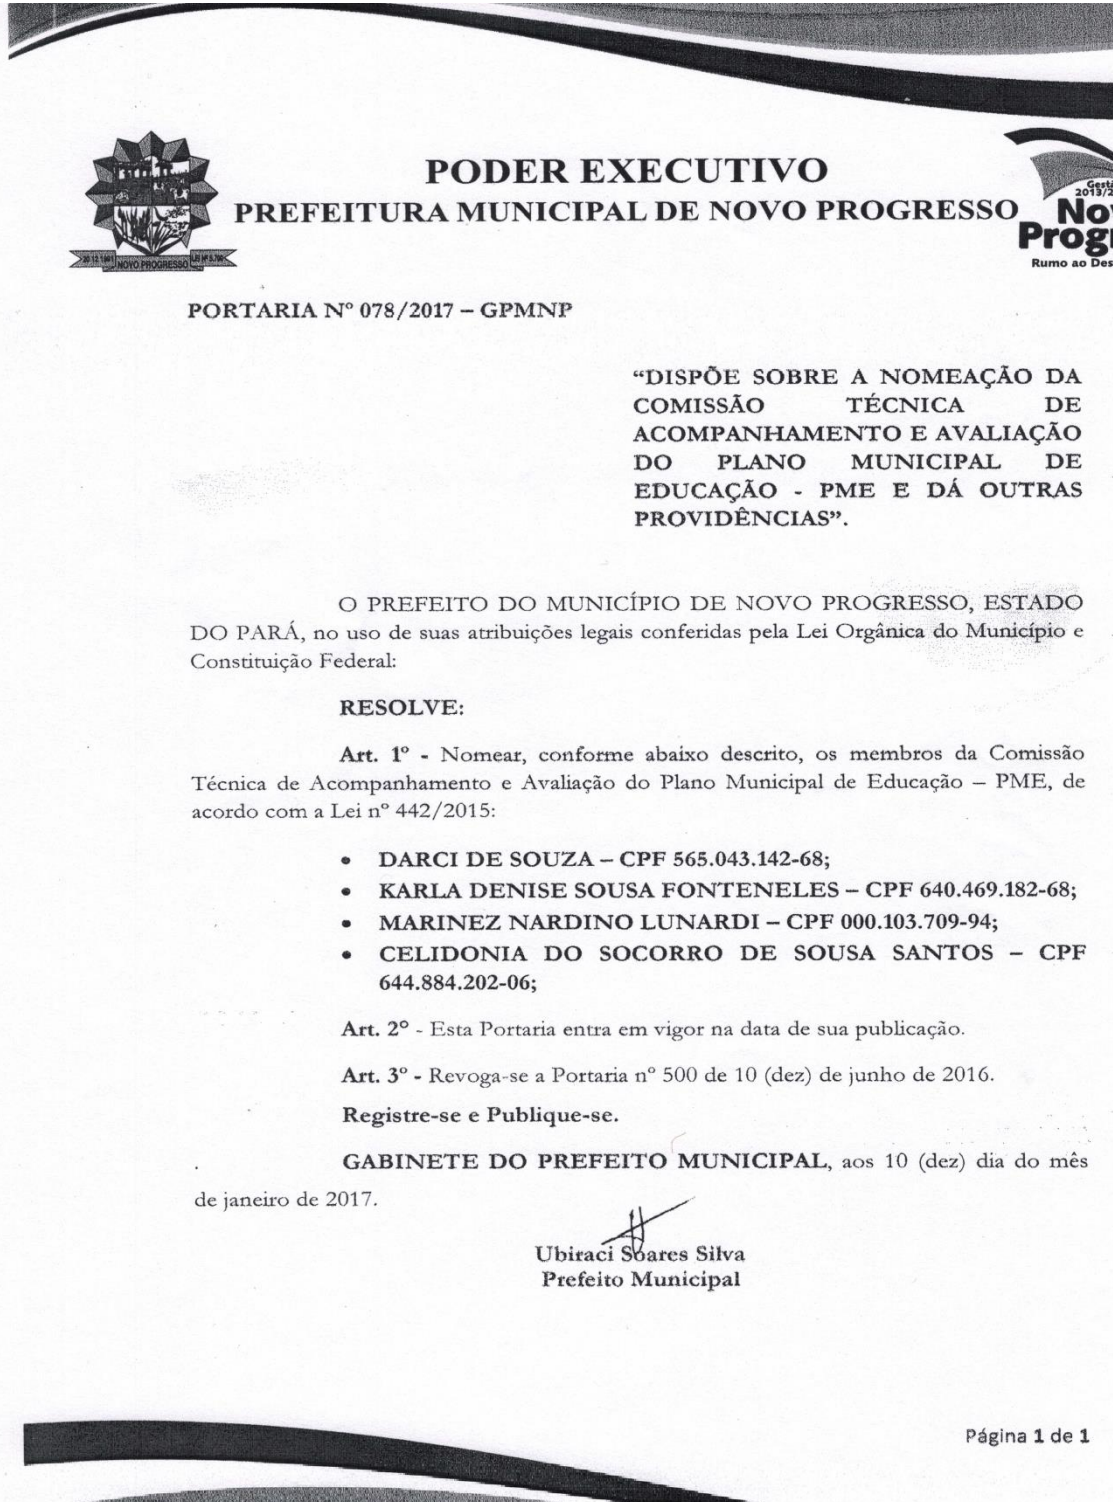 PODER EXECUTIVO
PREFEITURA MUNICIPAL DE NOVO PROGRESSO
2013/2
Rumo ao Des
NOVO PROGRESSO
PORTARIA Nº 078/2017 – GPMNP
“DISPÕE SOBRE A NOMEAÇÃO DA
COMISSÃO TÉCNICA DE
ACOMPANHAMENTO E AVALIAÇÃO
DO PLANO MUNICIPAL DE
EDUCAÇÃO - PME E DÁ OUTRAS
PROVIDÊNCIAS”.
O PREFEITO DO MUNICÍPIO DE NOVO PROGRESSO, ESTADO
DO PARÁ, no uso de suas atribuições legais conferidas pela Lei Orgânica do Município e
Constituição Federal:
RESOLVE:
Art. 1º - Nomear, conforme abaixo descrito, os membros da Comissão
Técnica de Acompanhamento e Avaliação do Plano Municipal de Educação – PME, de
acordo com a Lei nº 442/2015:
• DARCI DE SOUZA – CPF 565.043.142-68;
• KARLA DENISE SOUSA FONTENELES – CPF 640.469.182-68;
• MARINEZ NARDINO LUNARDI – CPF 000.103.709-94;
• CELIDONIA DO SOCORRO DE SOUSA SANTOS – CPF
644.884.202-06;
Art. 2º - Esta Portaria entra em vigor na data de sua publicação.
Art. 3º - Revoga-se a Portaria nº 500 de 10 (dez) de junho de 2016.
Registre-se e Publique-se.
GABINETE DO PREFEITO MUNICIPAL, aos 10 (dez) dia do mês
de janeiro de 2017.
Ubiraci Soares Silva
Prefeito Municipal
Página 1 de 1